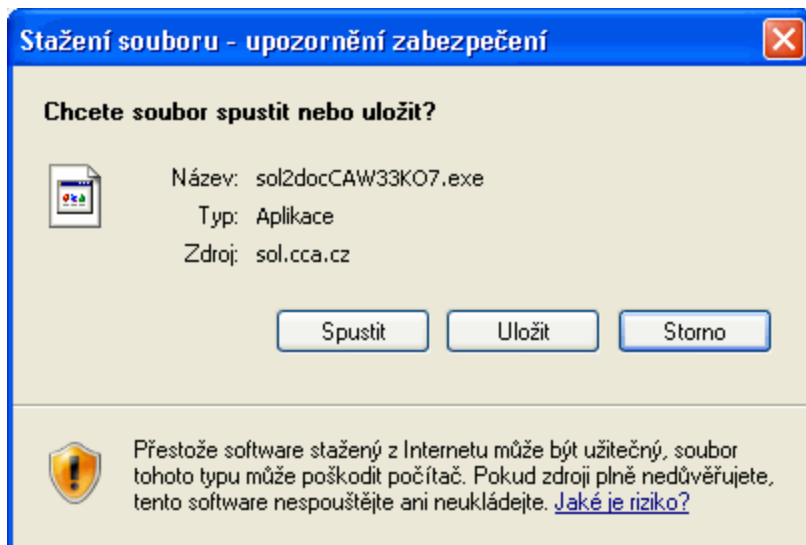 Stažení souboru - upozornění zabezpečení
Chcete soubor spustit nebo uložit?
Název: sol2docCAW33KO7.exe
Typ: Aplikace
Zdroj: sol.cca.cz
Spustit Uložit Storno
Přestože software stažený z Internetu může být užitečný, soubor
tohoto typu může poškodit počítač. Pokud zdroji plně nedůvěřujete,
tento software nespouštějte ani neukládejte. Jaké je riziko?